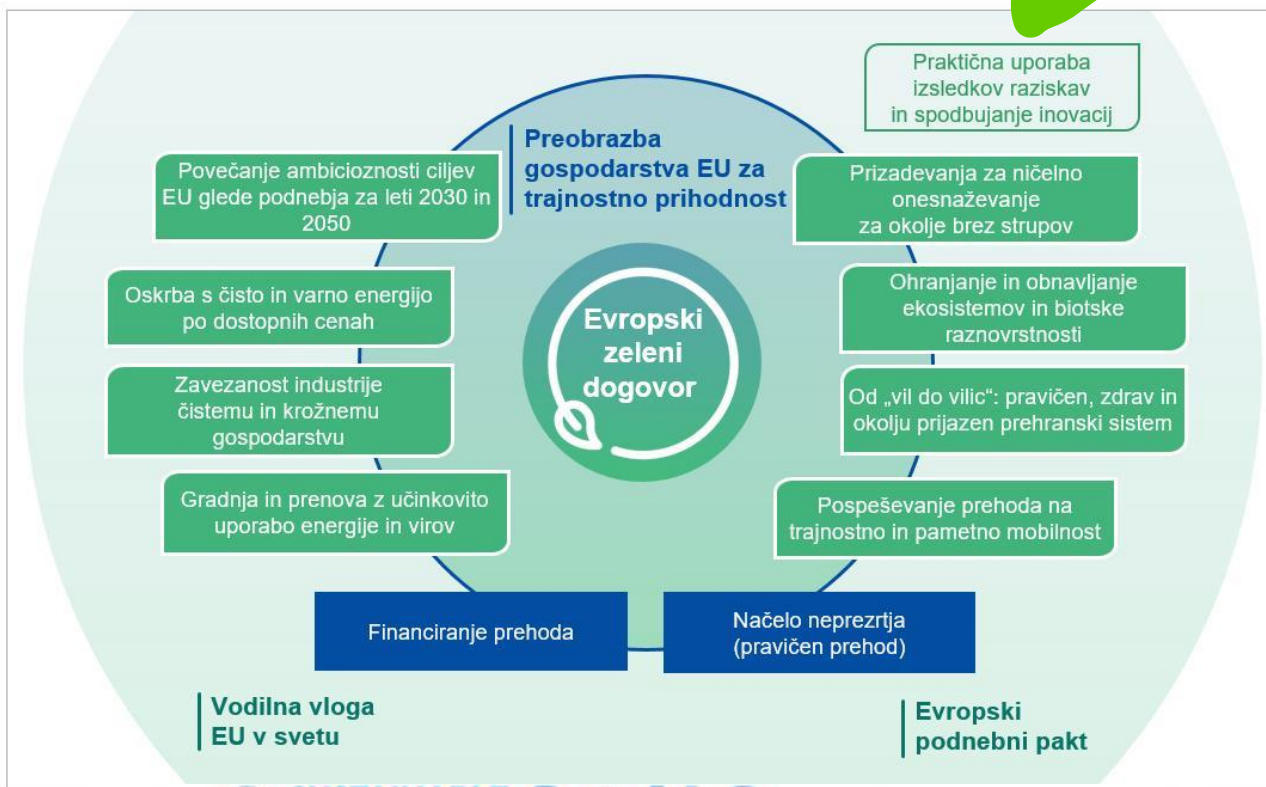 Praktična uporaba
izsledkov raziskav
in spodbujanje inovacij
Preobrazba
gospodarstva EU za
trajnostno prihodnost
Povečanje ambicioznosti ciljev
EU glede podnebja za leti 2030 in
2050
Prizadevanja za ničelno
onesnaževanje
za okolje brez strupov
Oskrba s čisto in varno energijo
po dostopnih cenah
Ohranjanje in obnavljanje
ekosistemov in biotske
raznovrstnosti
Evropski
zeleni
dogovor
Zavezanost industrije
čistemu in krožnemu
gospodarstvu
Od „vil do vilic“: pravičen, zdrav in
okolju prijazen prehranski sistem
Gradnja in prenova z učinkovito
uporabo energije in virov
Pospeševanje prehoda na
trajnostno in pametno mobilnost
Financiranje prehoda
Načelo neprezrtja
(pravičen prehod)
Vodilna vloga
EU v svetu
Evropski
podnebni pakt